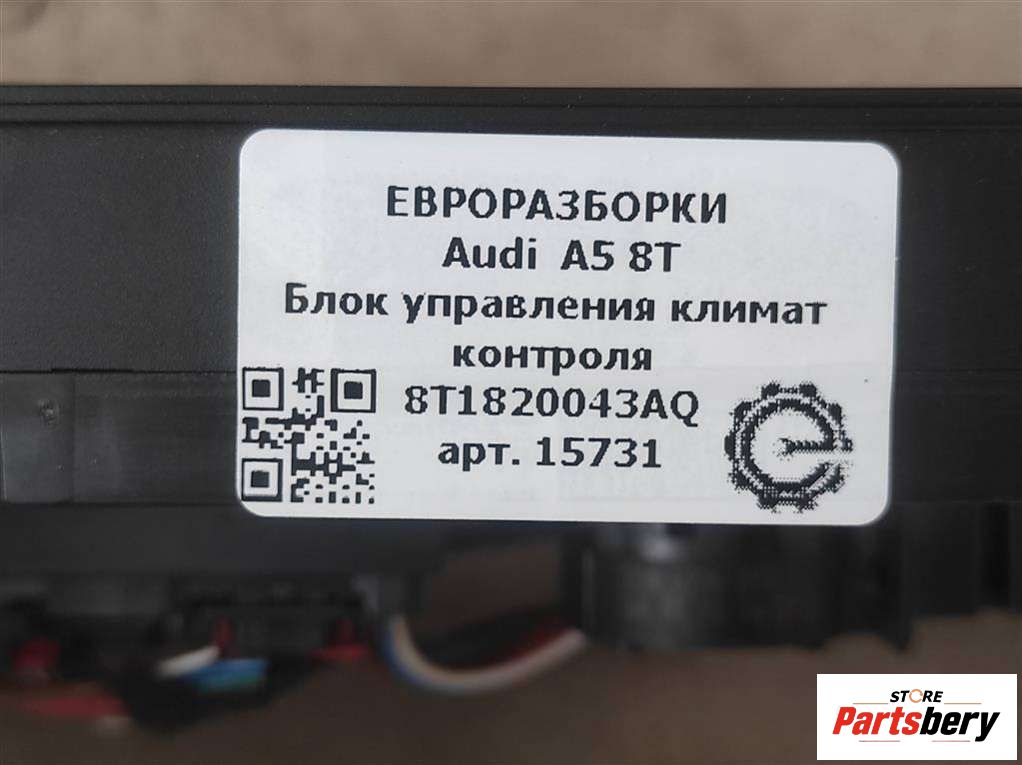 ЕВРОРАЗБОРКИ
Audi A5 8T
Блок управления климат
контроля
8T1820043AQ
арт. 15731
STORE
Partsbery